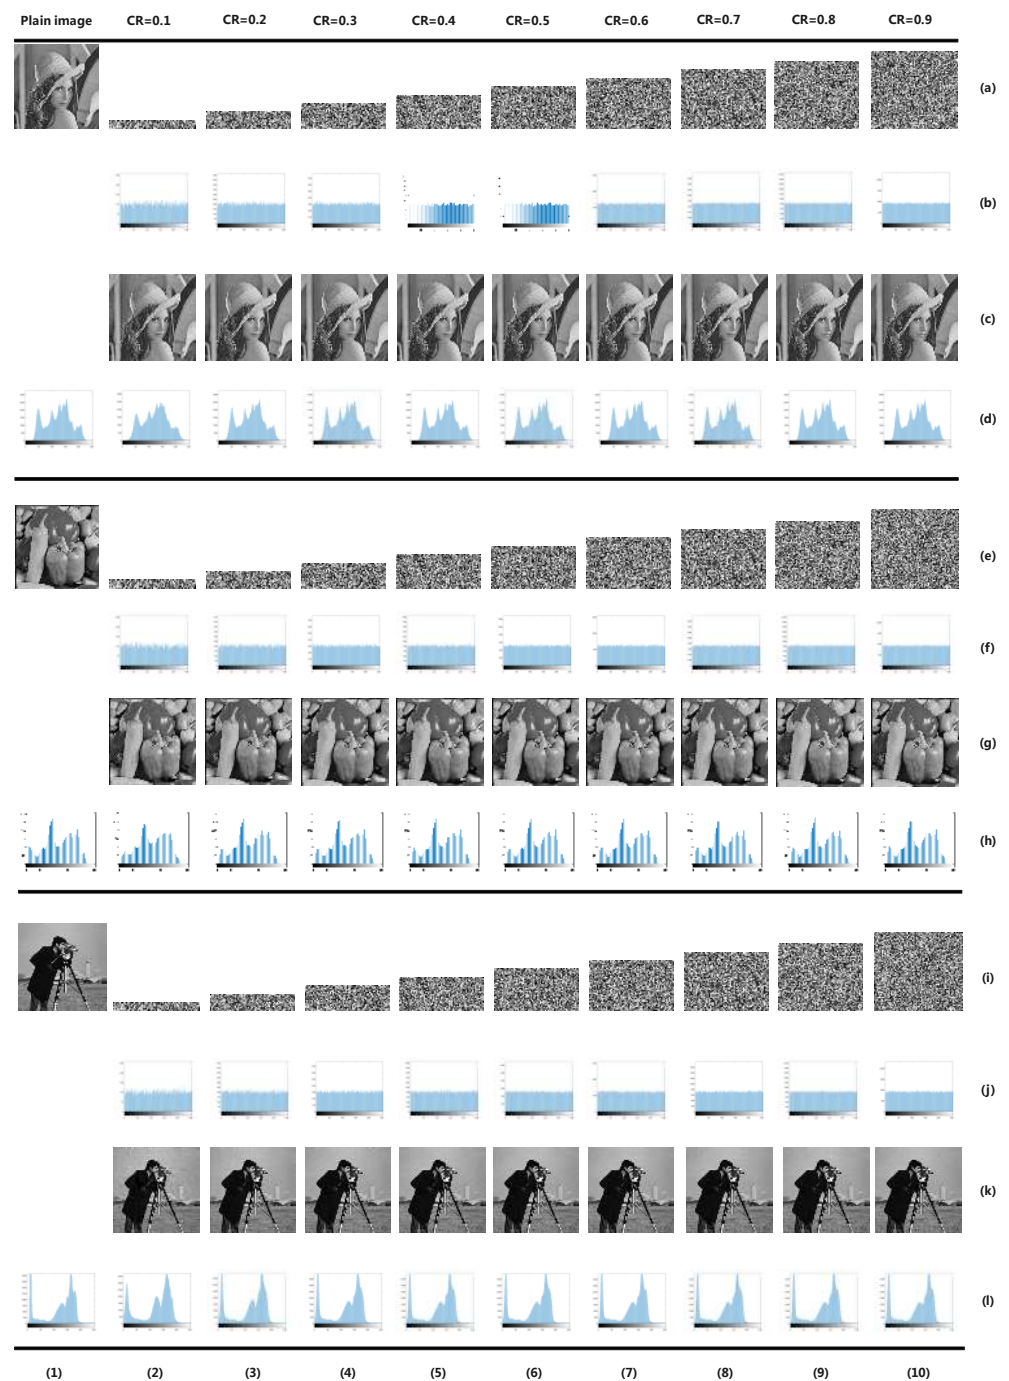 Plain image CR=0.1 CR=0.2 CR=0.3 CR=0.4 CR=0.5 CR=0.6 CR=0.7 CR=0.8 CR=0.9
(a)
(b)
(c)
(d)
(e)
(f)
(g)
(h)
(i)
(j)
(k)
(l)
(1) (2) (3) (4) (5) (6) (7) (8) (9) (10)